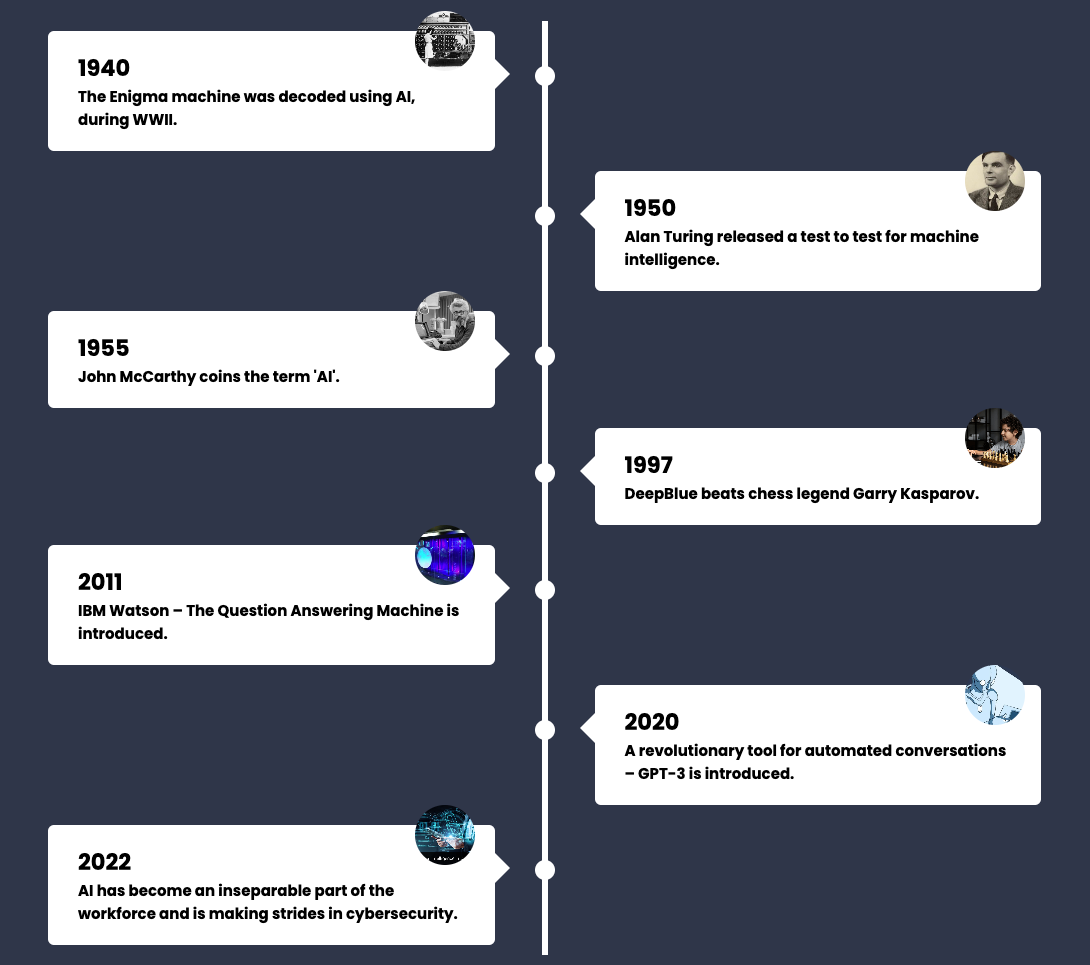 1940
The Enigma machine was decoded using AI,
during WWII.
1950
Alan Turing released a test to test for machine
intelligence.
1955
John McCarthy coins the term 'AI'.
1997
DeepBlue beats chess legend Garry Kasparov.
2011
IBM Watson – The Question Answering Machine is
introduced.
2020
A revolutionary tool for automated conversations
– GPT-3 is introduced.
2022
AI has become an inseparable part of the
workforce and is making strides in cybersecurity.